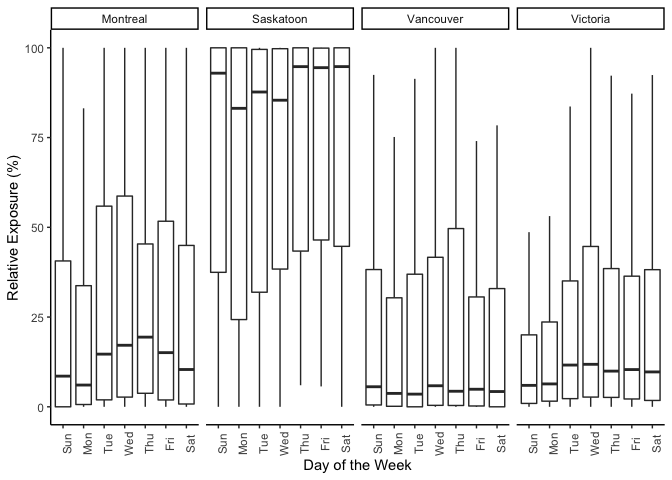 Montreal Saskatoon Vancouver Victoria
Relative Exposure (%)
100
75
50
25
0
Sun Mon Tue Wed Thu Fri Sat Sun Mon Tue Wed Thu Fri Sat Sun Mon Tue Wed Thu Fri Sat Sun Mon Tue Wed Thu Fri Sat
Day of the Week